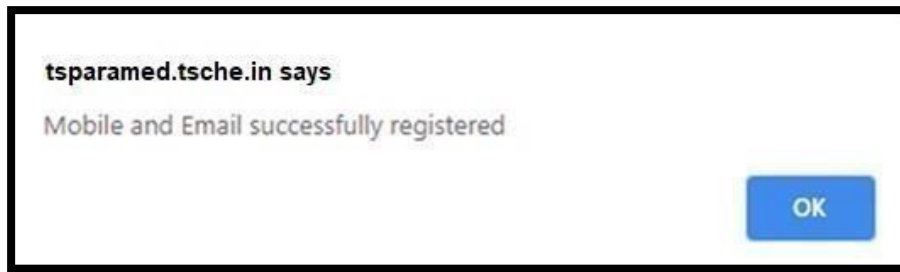 tsparamed.tsche.in says
Mobile and Email successfully registered
OK